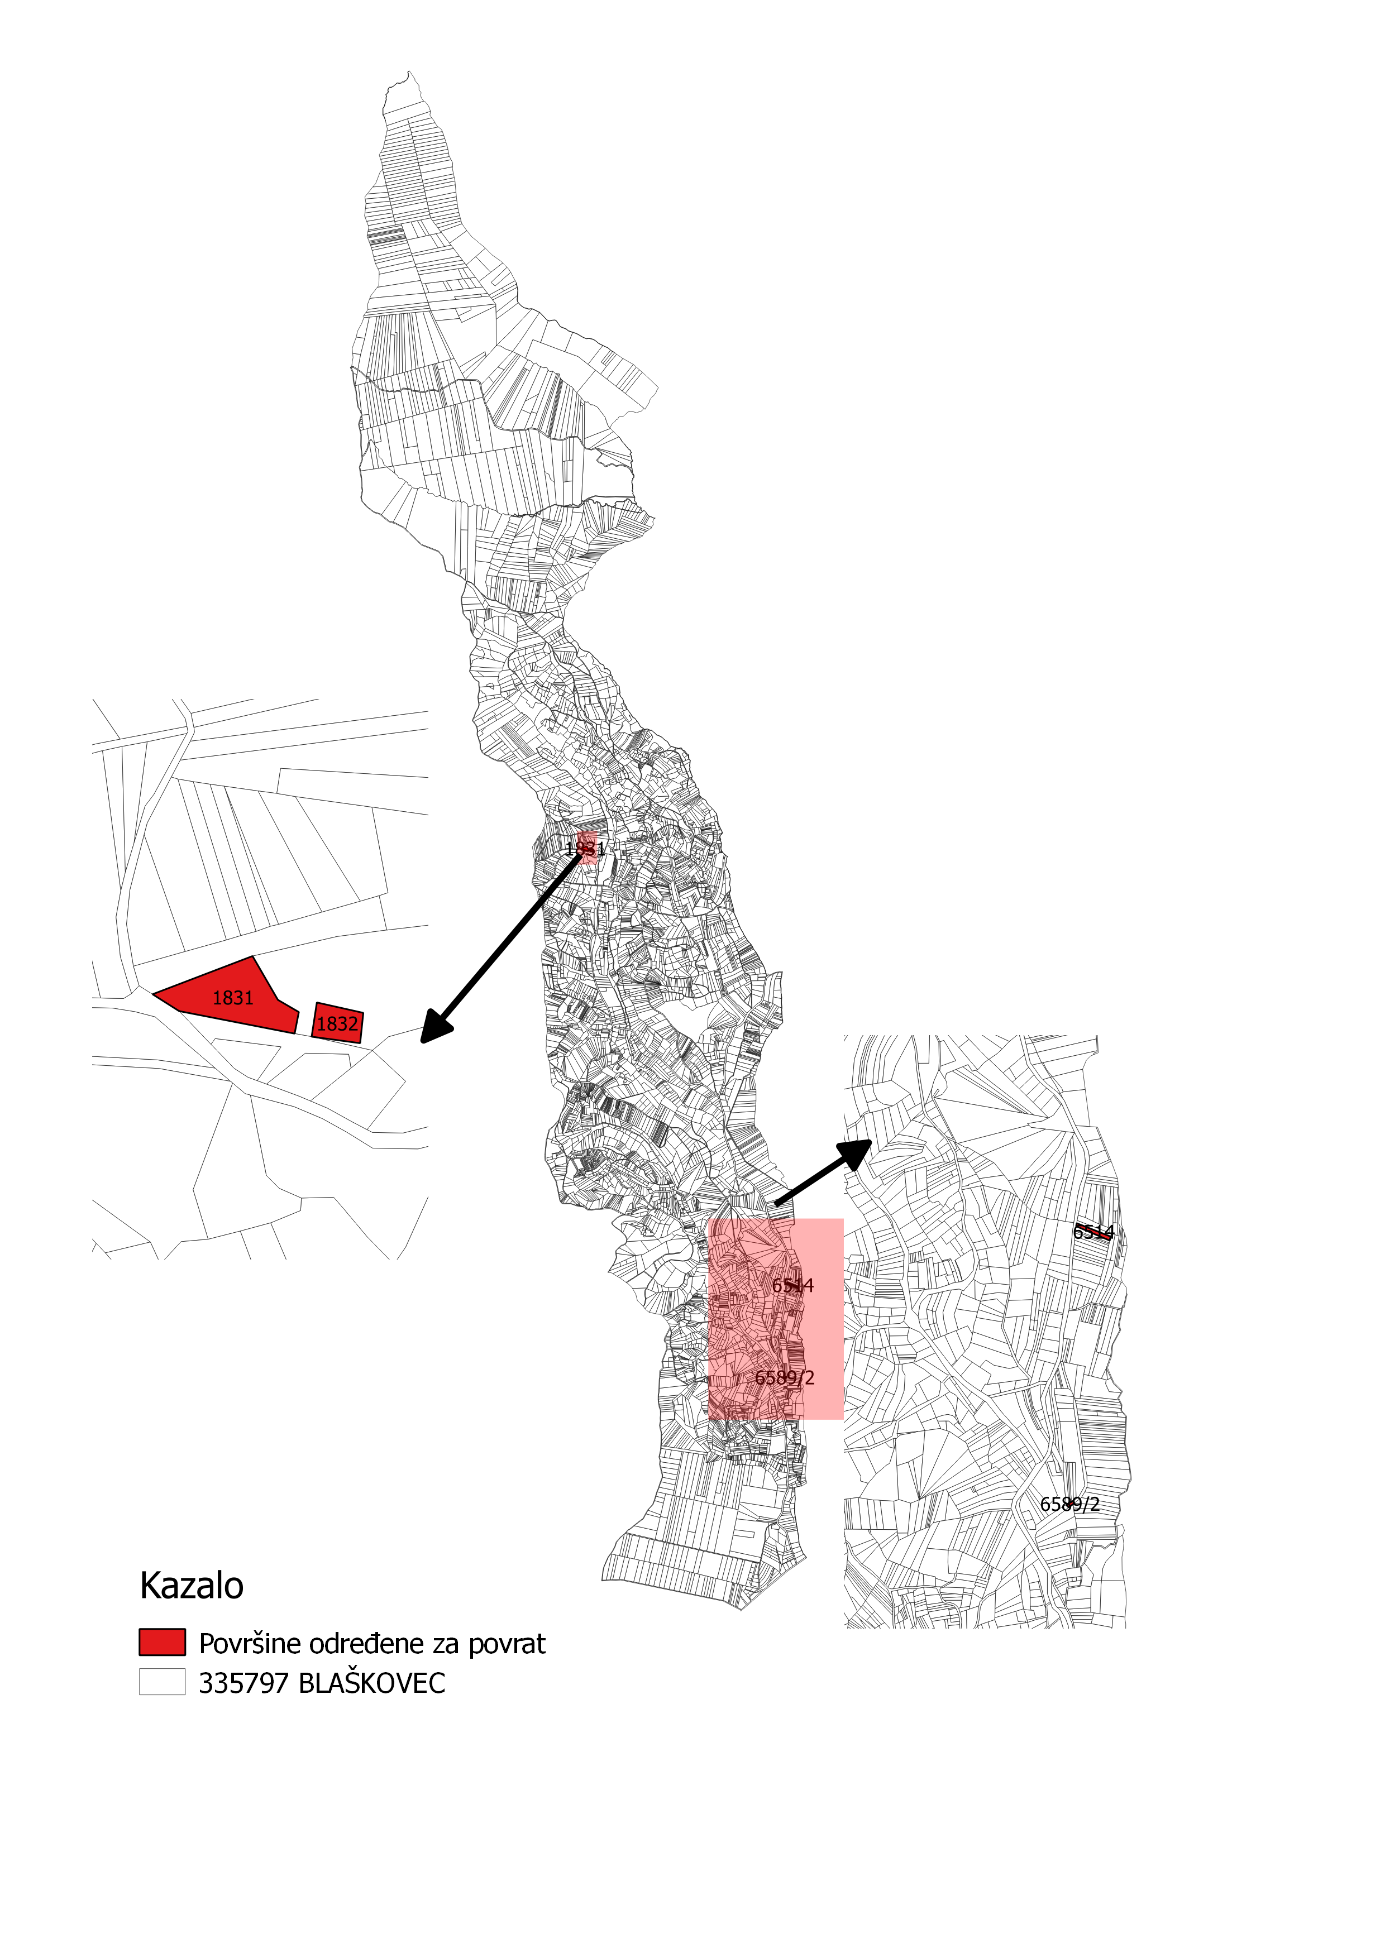 1831
1831
1832
6514
6514
6589/2
6589/2
Kazalo
Površine određene za povrat
335797 BLAŠKOVEC